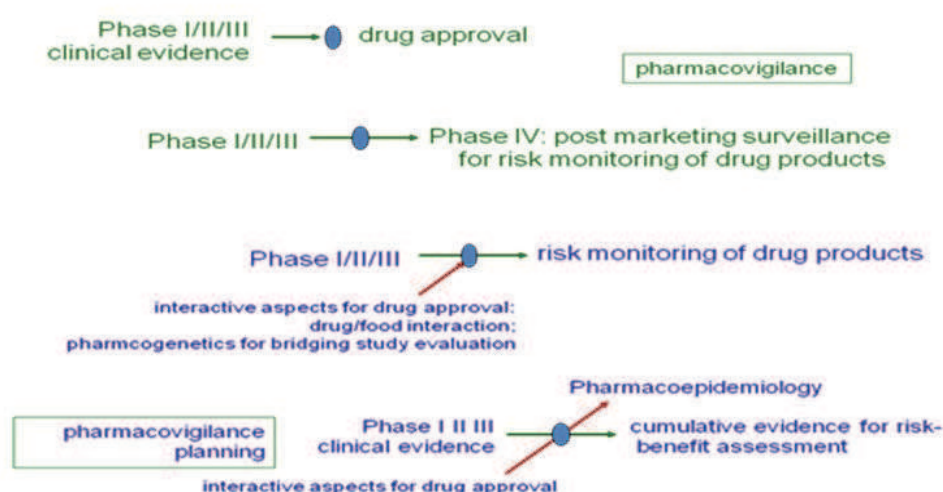 Phase I/II/III
clinical evidence
drug approval
pharmacovigilance
Phase I/II/III
Phase IV: post marketing surveillance
for risk monitoring of drug products
Phase I/II/III
risk monitoring of drug products
interactive aspects for drug approval:
drug/food interaction;
pharmcogenetics for bridging study evaluation
Pharmacoepidemiology
pharmacovigilance
planning
Phase I II III
clinical evidence
cumulative evidence for risk-
benefit assessment
interactive aspects for drug approval